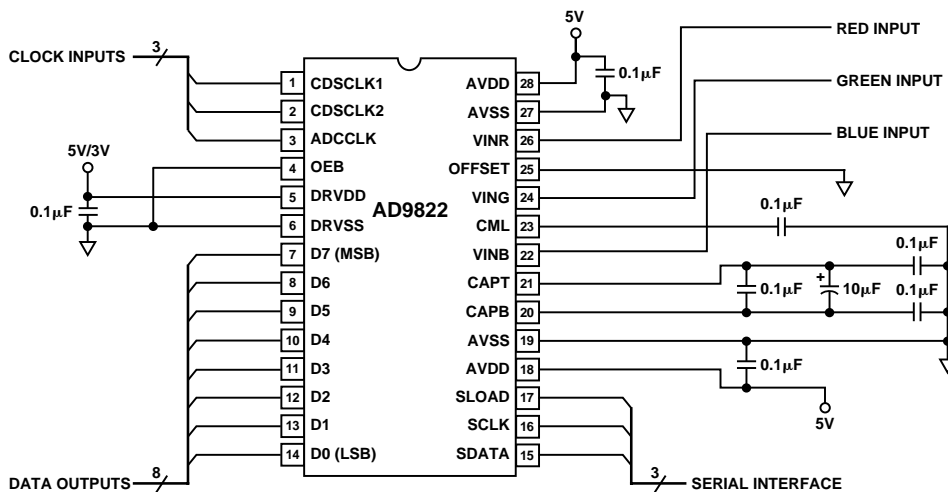 CLOCK INPUTS
3
5V/3V
0.1μF
DATA OUTPUTS
8
AD9822
1 CDSCLK1
2 CDSCLK2
3 ADCCLK
4 OEB
5 DRVDD
6 DRVSS
7 D7 (MSB)
8 D6
9 D5
10 D4
11 D3
12 D2
13 D1
14 D0 (LSB)
AVDD 28
AVSS 27
VINR 26
OFFSET 25
VING 24
CML 23
VINB 22
CAPT 21
CAPB 20
AVSS 19
AVDD 18
SLOAD 17
SCLK 16
SDATA 15
5V
0.1μF
RED INPUT
GREEN INPUT
BLUE INPUT
0.1μF
0.1μF
0.1μF
+
10μF
0.1μF
0.1μF
5V
3
SERIAL INTERFACE